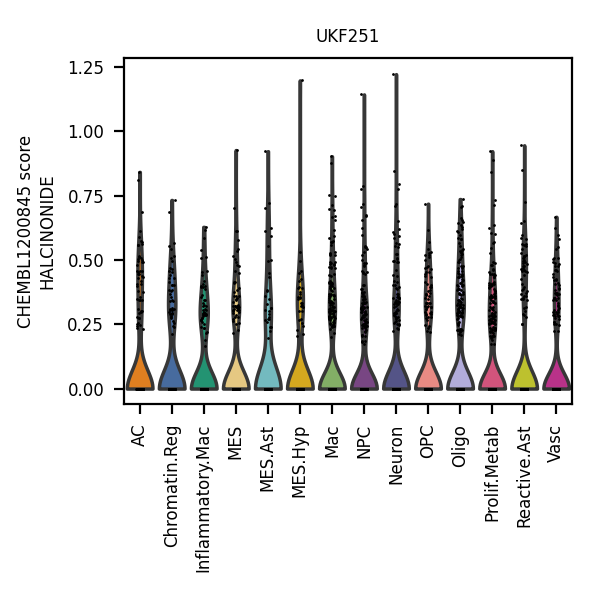 UKF251
CHEMBL1200845 score
HALCINONIDE
1.25
1.00
0.75
0.50
0.25
0.00
AC
Chromatin.Reg
Inflammatory.Mac
MES
MES.Ast
MES.Hyp
Mac
NPC
Neuron
OPC
Oligo
Prolif.Metab
Reactive.Ast
Vasc